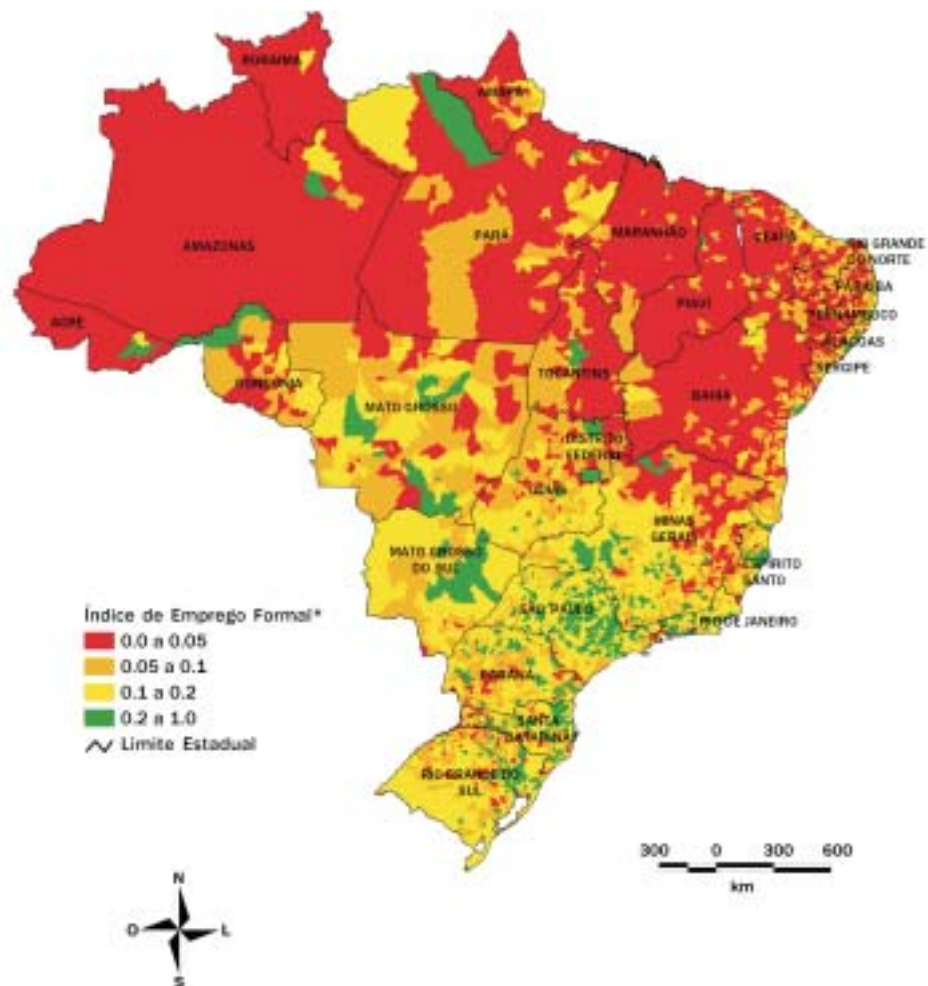 RORAIMA
AMAPÁ
AMAZONAS
PARÁ
MARANHÃO
CEARÁ
RIO GRANDE
DO NORTE
PARAÍBA
PERNAMBUCO
ALAGOAS
SERGIPE
PIAVÍ
ACRE
RONDÔNIA
TOCANTINS
BAHIA
MATO GROSSO
DISTRITO
FEDERAL
GOIÁS
MINAS
GERAIS
MATO GROSSO
DO SUL
ESPÍRITO
SANTO
SÃO PAULO
RIO DE JANEIRO
PARANÁ
SANTA
CATARINA
RIO GRANDE DO
SUL
Índice de Emprego Formal*
0.0 a 0.05
0.05 a 0.1
0.1 a 0.2
0.2 a 1.0
Limite Estadual
300 0 300 600
km
N
O L
S